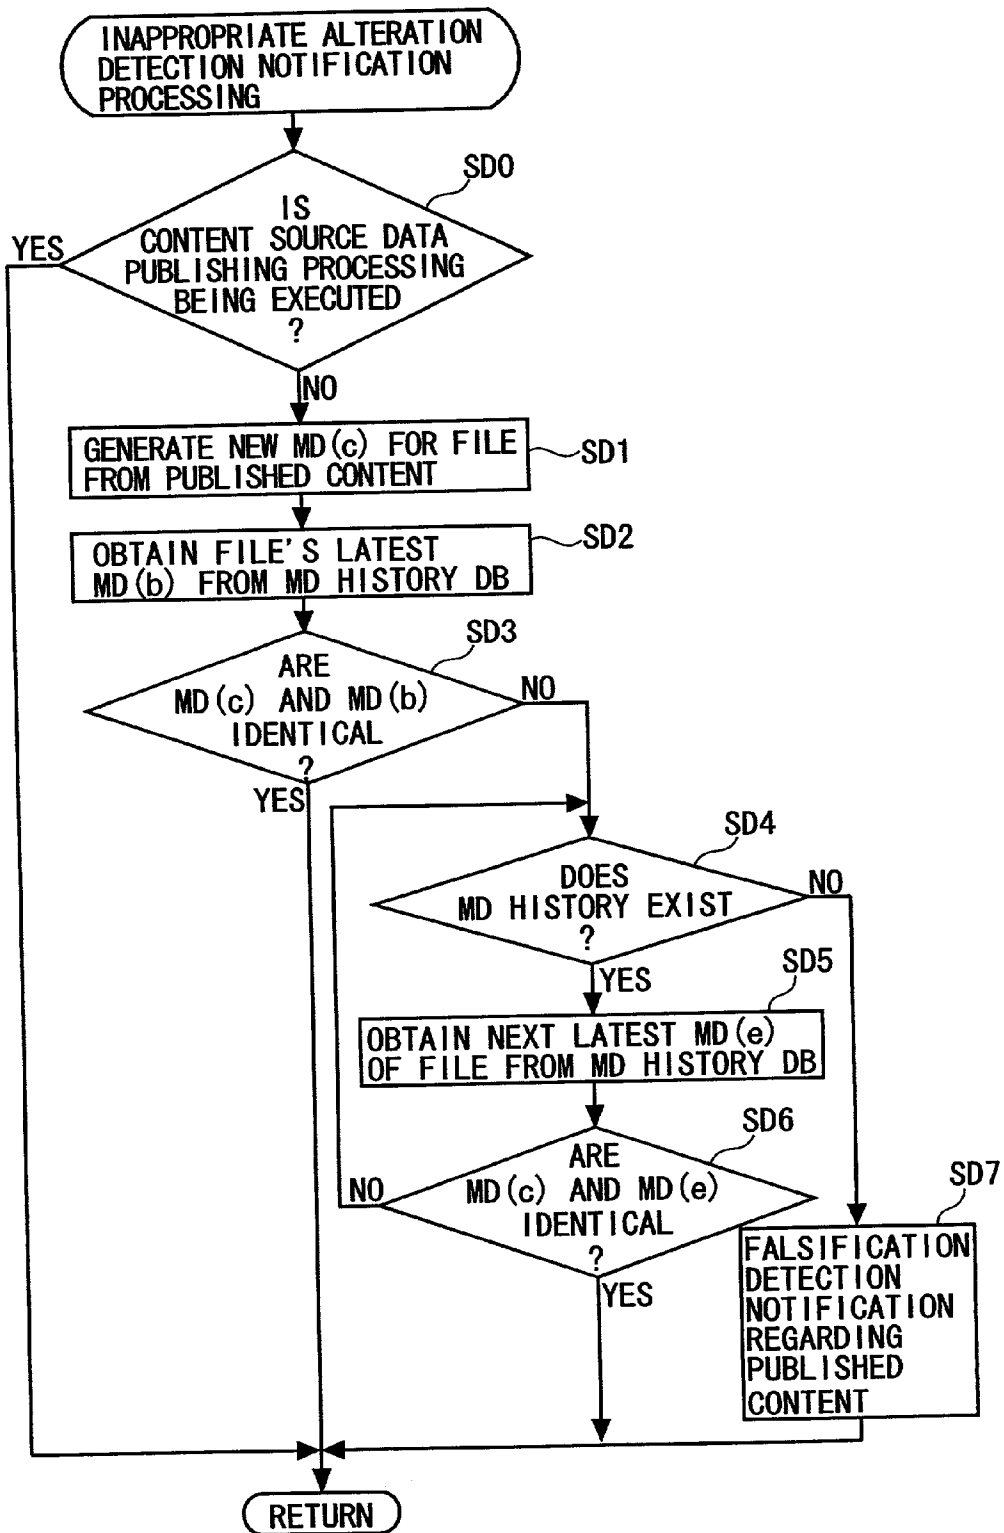 INAPPROPRIATE ALTERATION
DETECTION NOTIFICATION
PROCESSING
SD0
IS
CONTENT SOURCE DATA
PUBLISHING PROCESSING
BEING EXECUTED
?
YES
NO
GENERATE NEW MD(c) FOR FILE
FROM PUBLISHED CONTENT
SD1
OBTAIN FILE'S LATEST
MD(b) FROM MD HISTORY DB
SD2
SD3
ARE
MD(c) AND MD(b)
IDENTICAL
?
NO
YES
SD4
DOES
MD HISTORY EXIST
?
NO
YES
SD5
OBTAIN NEXT LATEST MD(e)
OF FILE FROM MD HISTORY DB
SD6
ARE
MD(c) AND MD(e)
IDENTICAL
?
NO
YES
SD7
FALSIFICATION
DETECTION
NOTIFICATION
REGARDING
PUBLISHED
CONTENT
RETURN